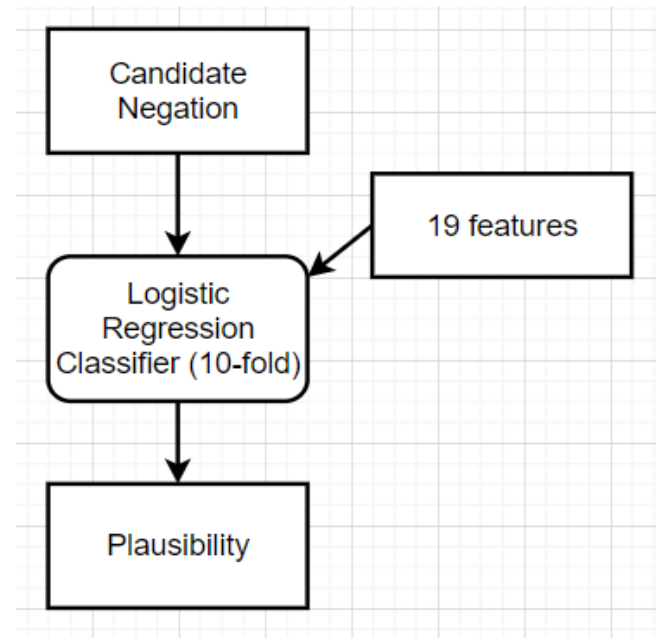 Candidate
Negation
19 features
Logistic
Regression
Classifier (10-fold)
Plausibility